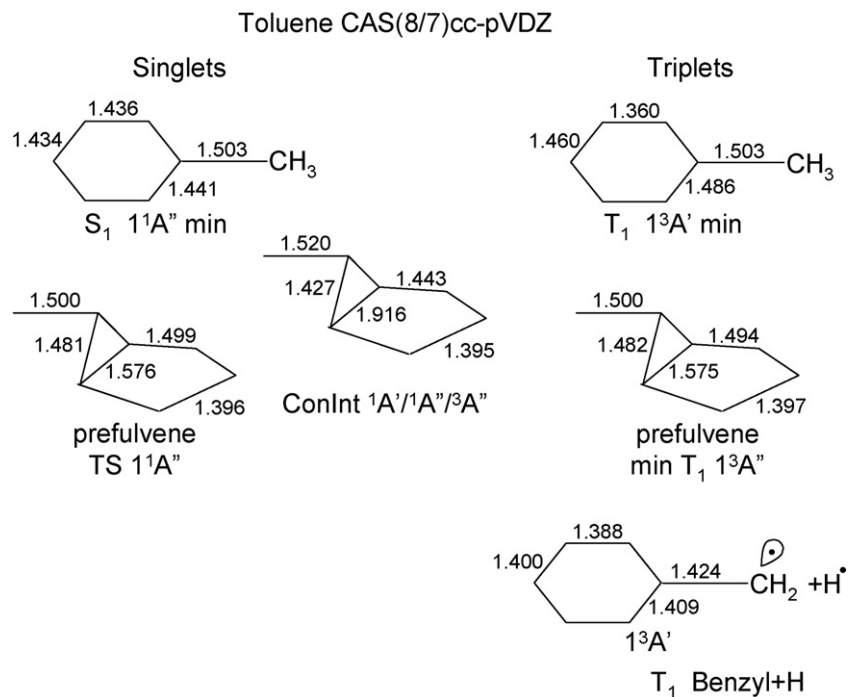 Toluene CAS(8/7)cc-pVDZ
Singlets
Triplets
1.436
1.434
1.503
CH₃
1.441
S₁ 1¹A” min
1.360
1.460
1.503
CH₃
1.486
T₁ 1³A’ min
1.520
1.427
1.443
1.916
1.395
ConInt ¹A’/¹A”/³A”
1.500
1.481
1.499
1.576
1.396
prefulvene
TS 1¹A”
1.500
1.482
1.494
1.575
1.397
prefulvene
min T₁ 1³A”
1.388
1.400
1.424
CH₂ +H•
1.409
1³A’
T₁ Benzyl+H